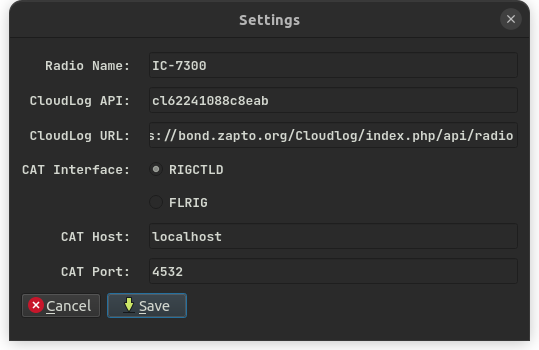 Settings
Radio Name: IC-7300
CloudLog API: cl62241088c8eab
CloudLog URL: s://bond.zapto.org/Cloudlog/index.php/api/radio
CAT Interface: RIGCTLD
FLRIG
CAT Host: localhost
CAT Port: 4532
Cancel Save